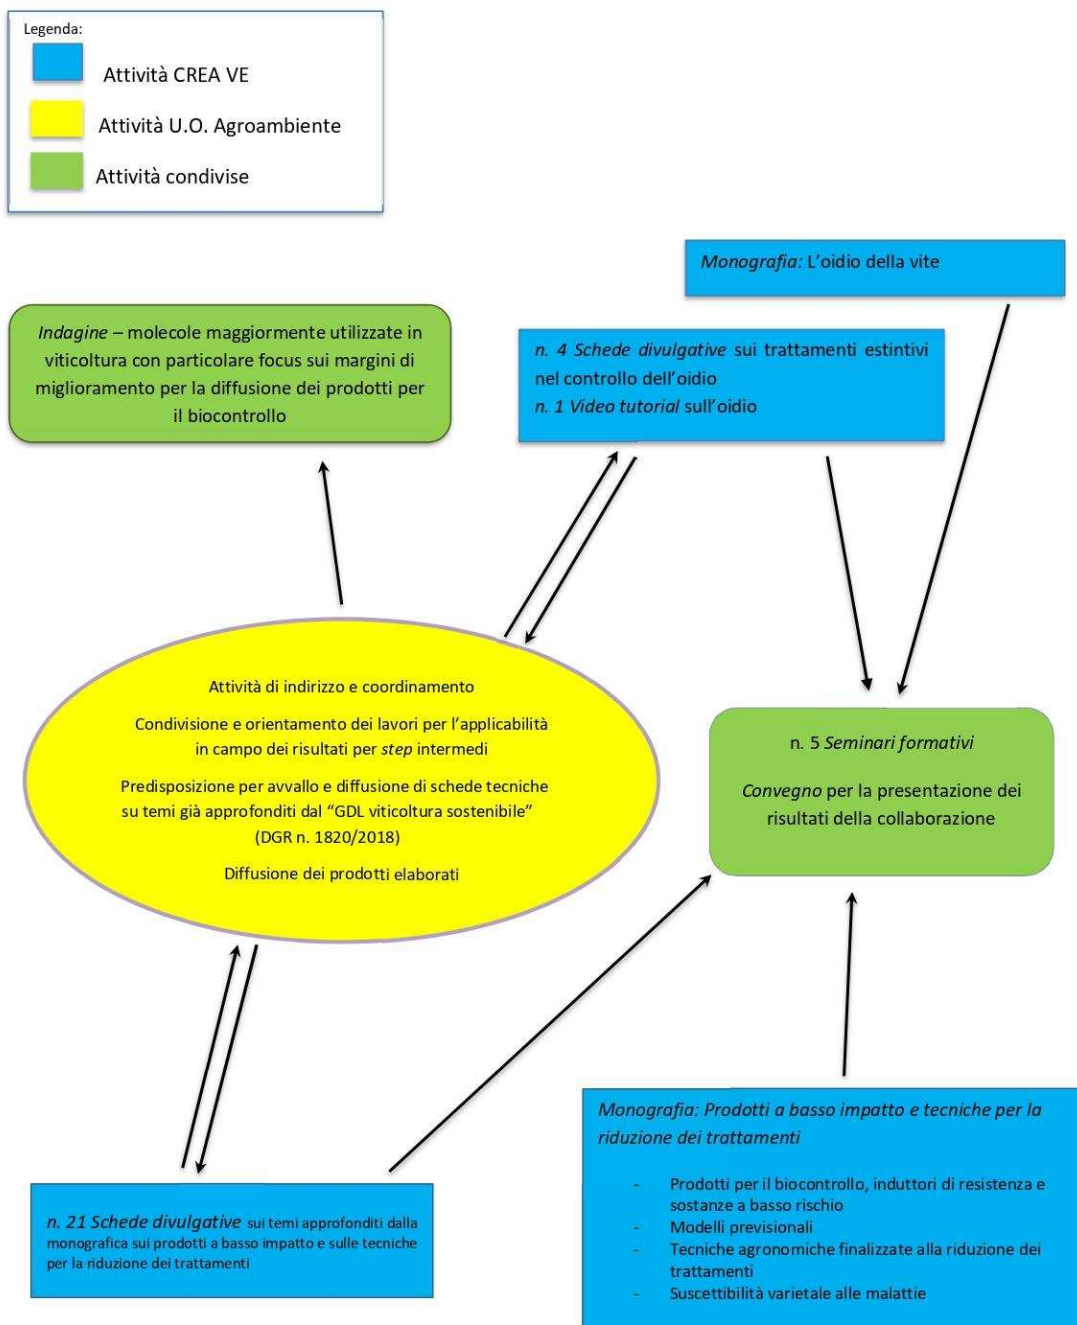 Legenda:
Attività CREA VE
Attività U.O. Agroambiente
Attività condivise
Monografia: L'oidio della vite
Indagine – molecole maggiormente utilizzate in
viticoltura con particolare focus sui margini di
miglioramento per la diffusione dei prodotti per
il biocontrollo
n. 4 Schede divulgative sui trattamenti estintivi
nel controllo dell'oidio
n. 1 Video tutorial sull'oidio
Attività di indirizzo e coordinamento
Condivisione e orientamento dei lavori per l'applicabilità
in campo dei risultati per step intermedi
Predisposizione per avvallo e diffusione di schede tecniche
su temi già approfonditi dal "GDL viticoltura sostenibile"
(DGR n. 1820/2018)
Diffusione dei prodotti elaborati
n. 5 Seminari formativi
Convegno per la presentazione dei
risultati della collaborazione
n. 21 Schede divulgative sui temi approfonditi dalla
monografica sui prodotti a basso impatto e sulle tecniche
per la riduzione dei trattamenti
Monografia: Prodotti a basso impatto e tecniche per la
riduzione dei trattamenti
- Prodotti per il biocontrollo, induttori di resistenza e
sostanze a basso rischio
- Modelli previsionali
- Tecniche agronomiche finalizzate alla riduzione dei
trattamenti
- Suscettibilità varietale alle malattie